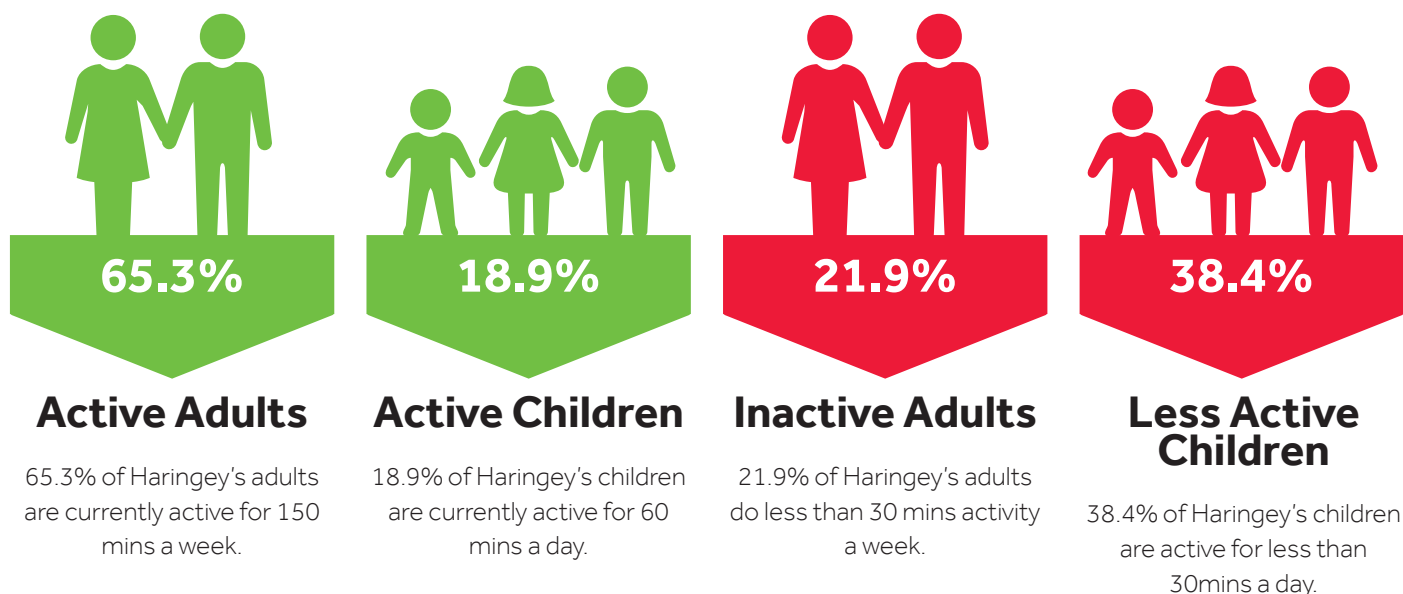 65.3%
Active Adults
65.3% of Haringey’s adults
are currently active for 150
mins a week.
18.9%
Active Children
18.9% of Haringey’s children
are currently active for 60
mins a day.
21.9%
Inactive Adults
21.9% of Haringey’s adults
do less than 30 mins activity
a week.
38.4%
Less Active
Children
38.4% of Haringey’s children
are active for less than
30mins a day.